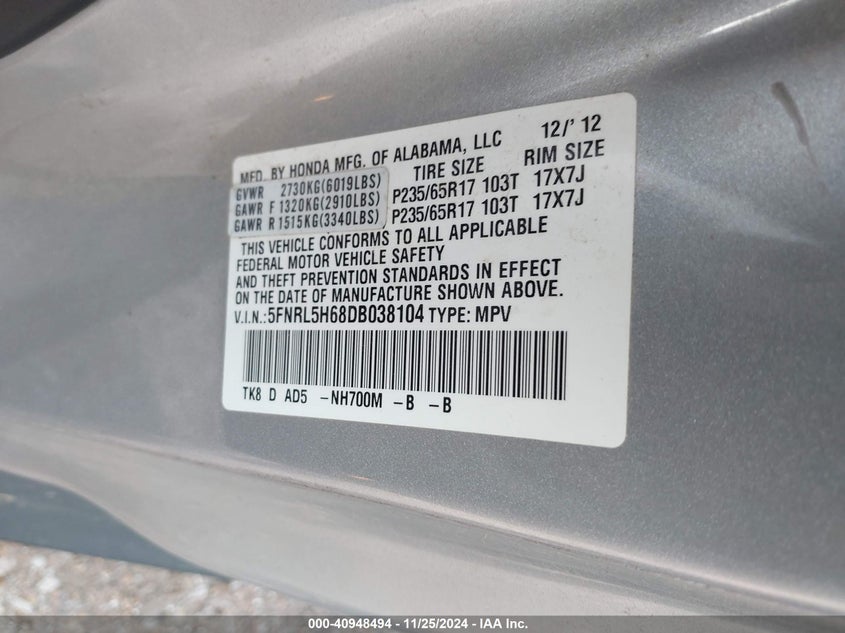 MFD. BY HONDA MFG. OF ALABAMA, LLC 12/' 12
TIRE SIZE RIM SIZE
GVWR 2730KG(6019LBS)
GAWR F 1320KG(2910LBS) P235/65R17 103T 17X7J
GAWR R 1515KG(3340LBS) P235/65R17 103T 17X7J
THIS VEHICLE CONFORMS TO ALL APPLICABLE
FEDERAL MOTOR VEHICLE SAFETY
AND THEFT PREVENTION STANDARDS IN EFFECT
ON THE DATE OF MANUFACTURE SHOWN ABOVE.
V.I.N.:5FNRL5H68DB038104 TYPE: MPV
TK8 D AD5 -NH700M -B -B
000-40948494 - 11/25/2024 - IAA Inc.